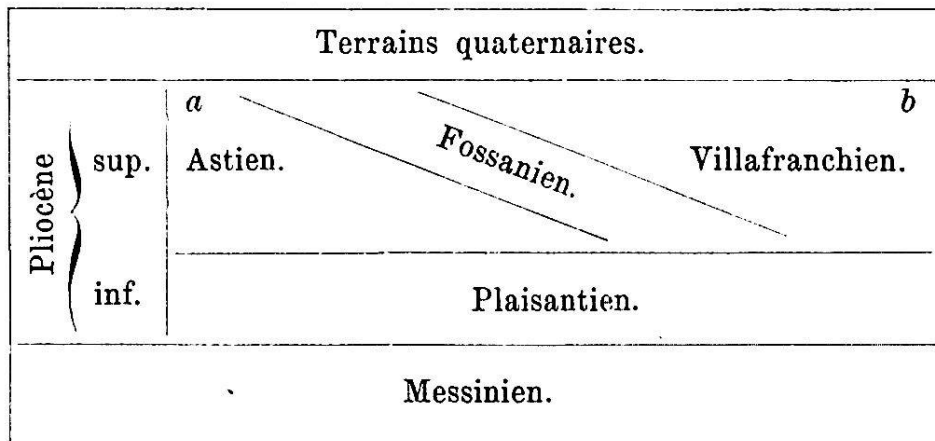 Terrains quaternaires.
a
b
Pliocène
sup.
Astien.
Fossanien.
Villafranchien.
inf.
Plaisantien.
Messinien.